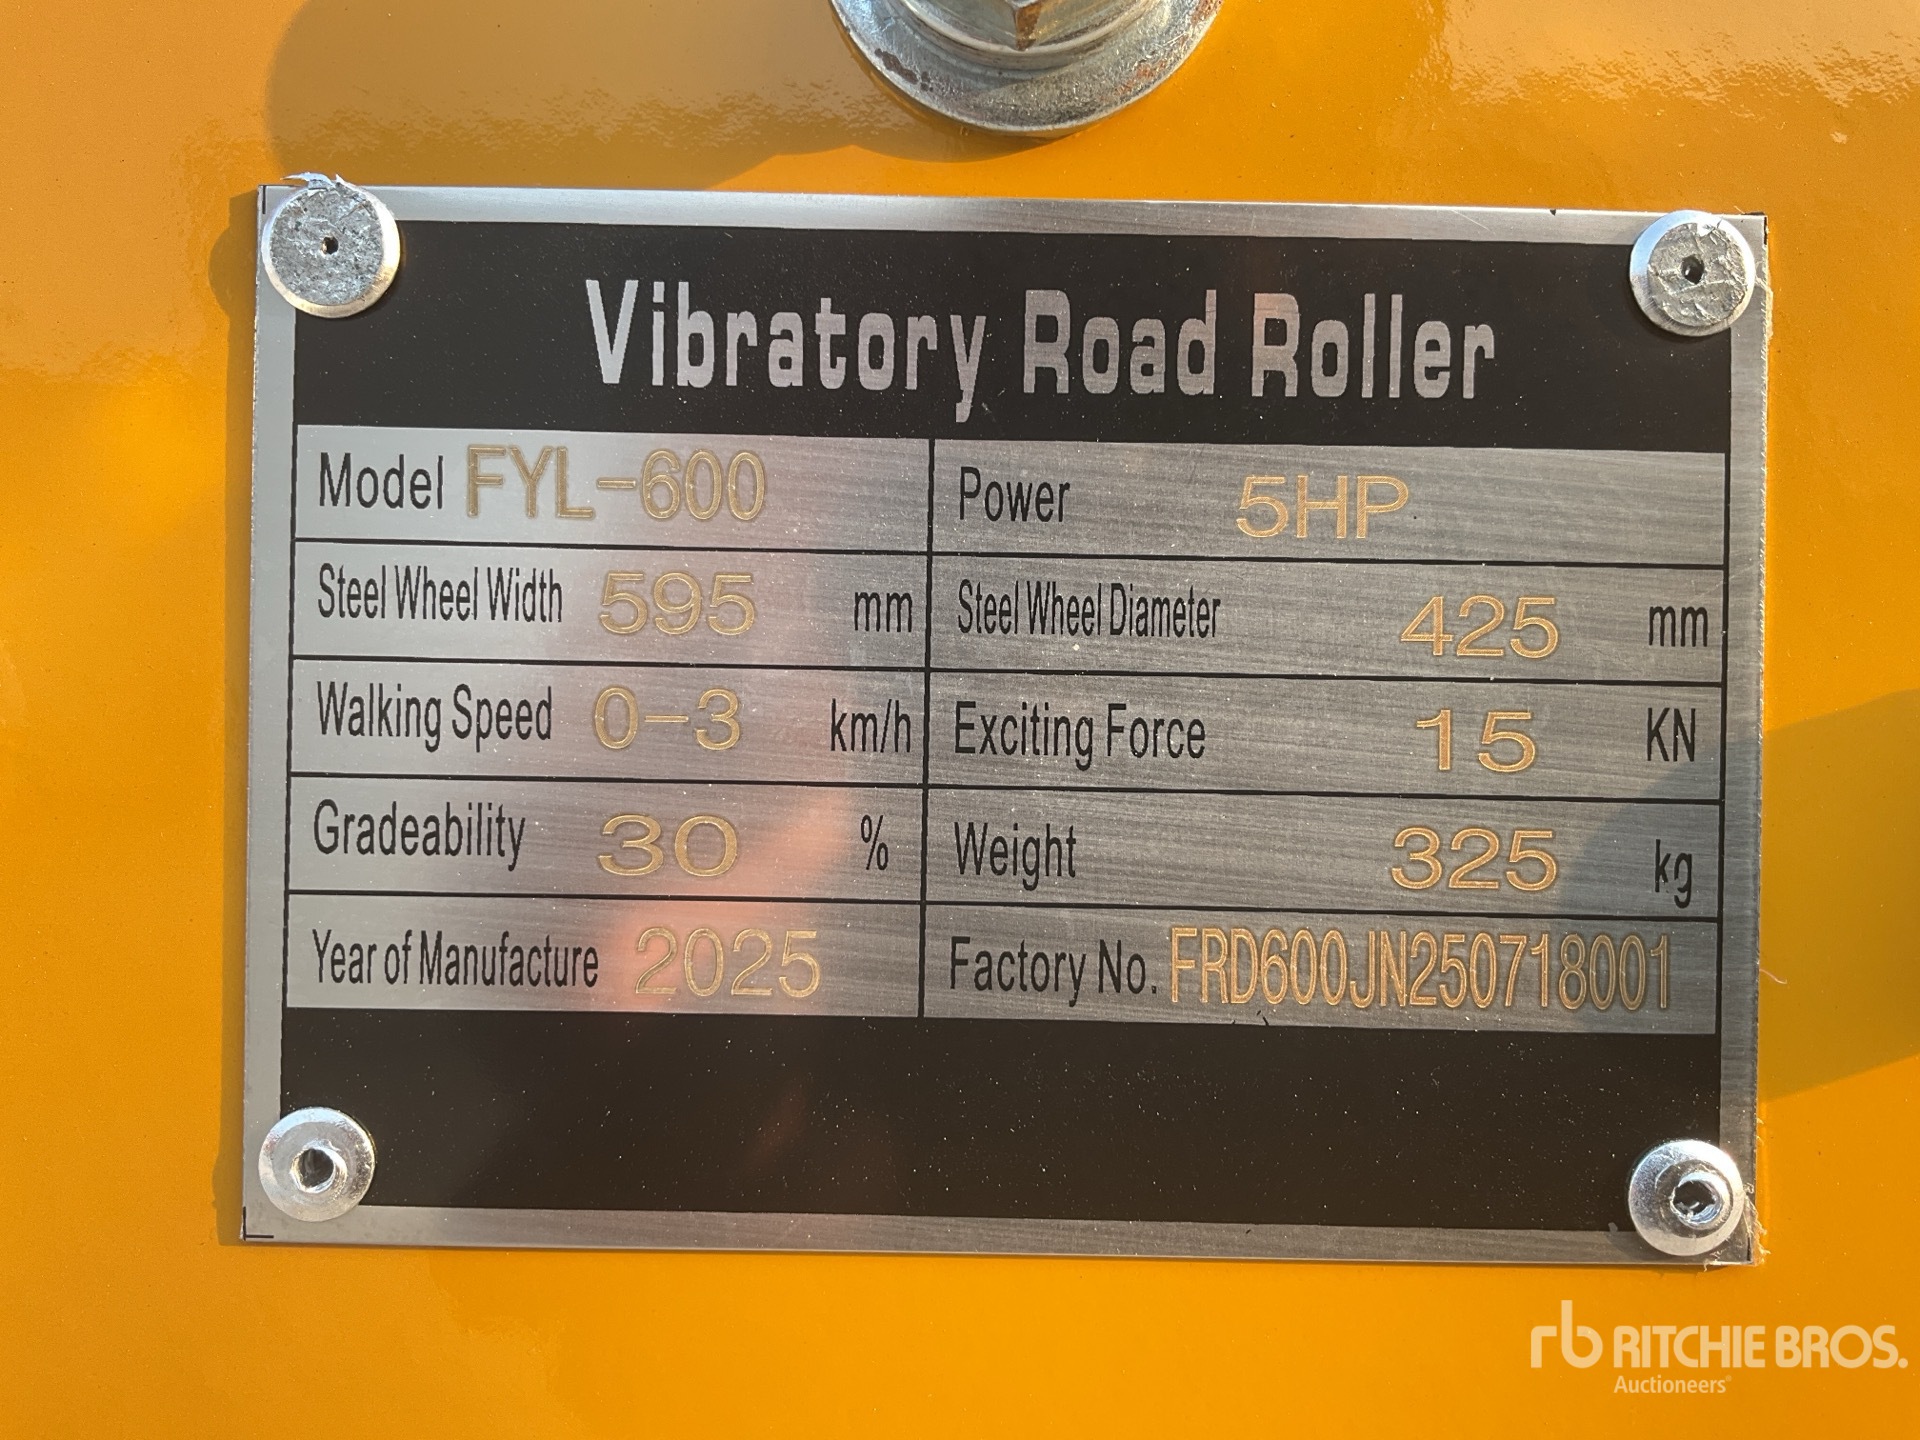 Vibratory Road Roller
Model FYL-600 Power 5HP
Steel Wheel Width 595 mm Steel Wheel Diameter 425 mm
Walking Speed 0-3 km/h Exciting Force 15 KN
Gradeability 30 % Weight 325 kg
Year of Manufacture 2025 Factory No. FRD600JN250718001
rb RITCHIE BROS.
Auctioneers